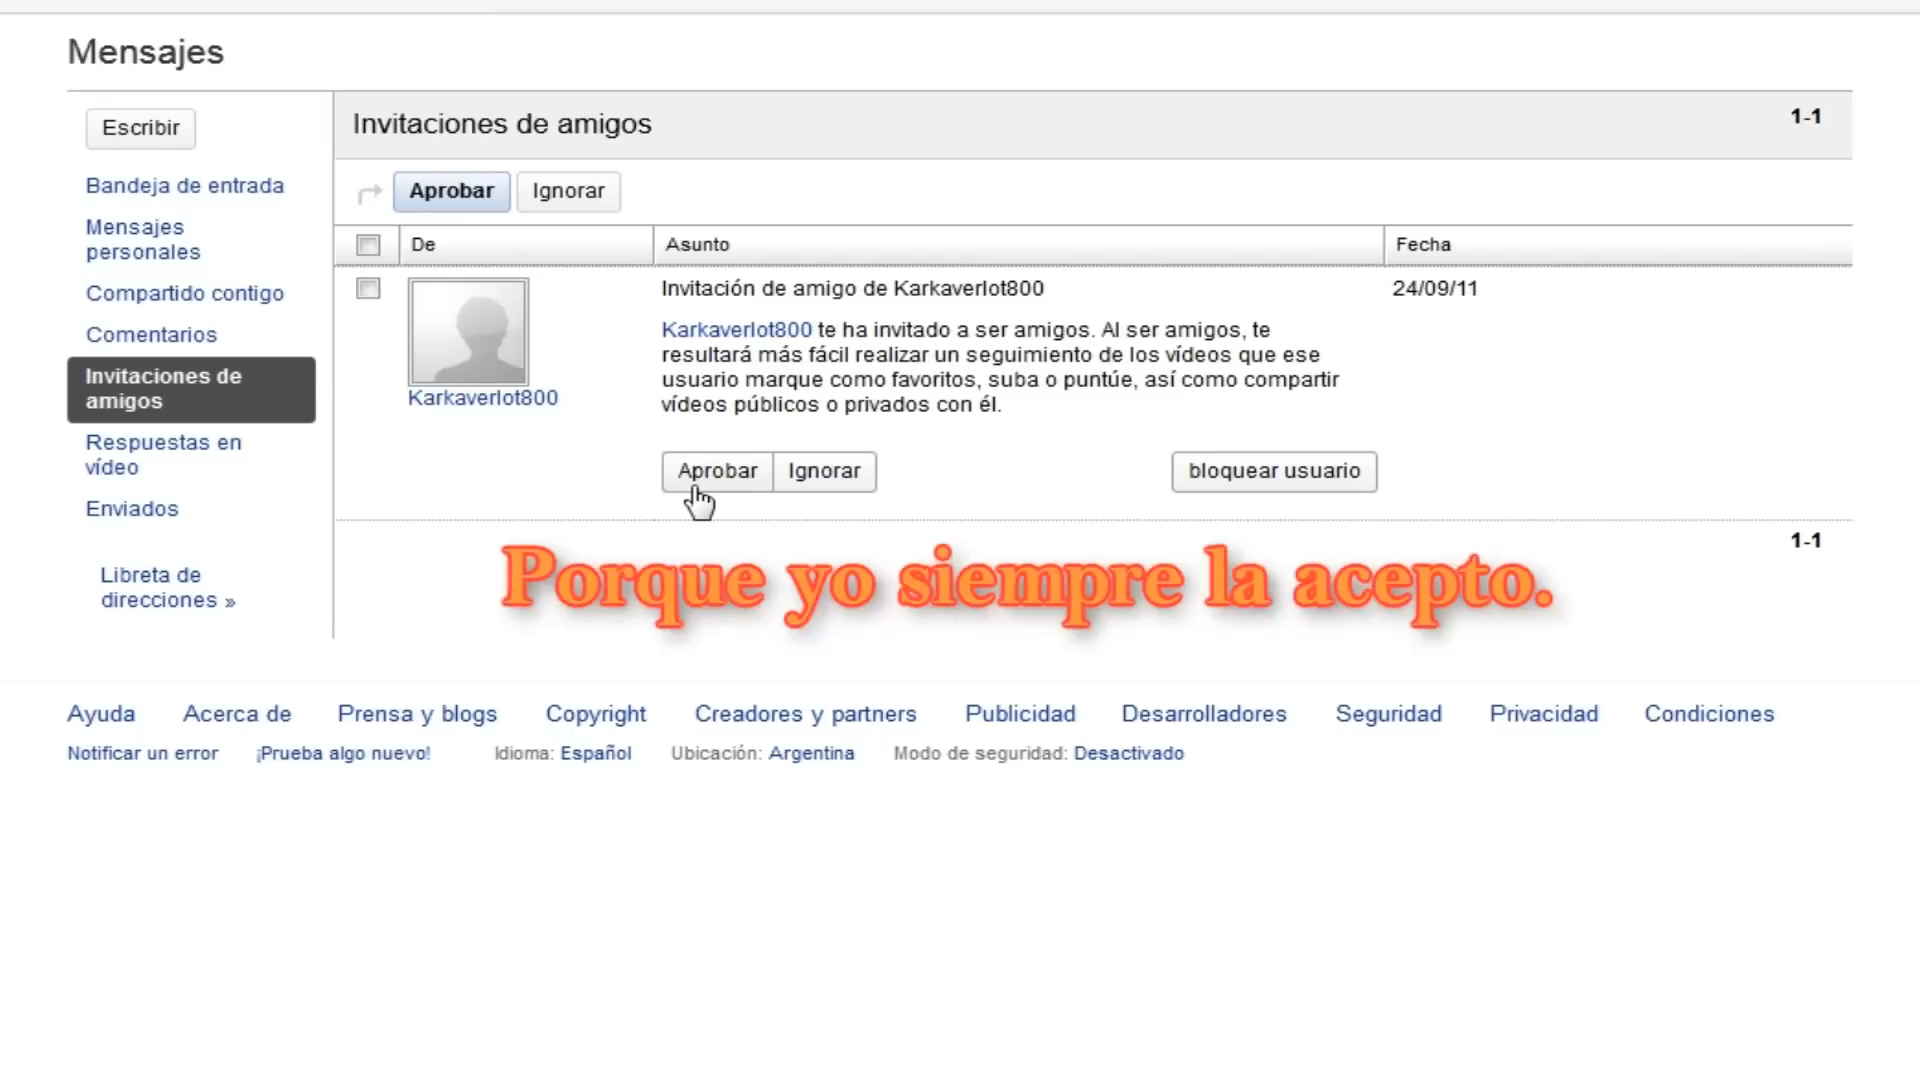 Mensajes
Escribir
Bandeja de entrada
Mensajes
personales
Compartido contigo
Comentarios
Invitaciones de
amigos
Respuestas en
vídeo
Enviados
Libreta de
direcciones »
Invitaciones de amigos
1-1
Aprobar Ignorar
De Asunto Fecha
Invitación de amigo de Karkaverlot800 24/09/11
Karkaverlot800
Karkaverlot800 te ha invitado a ser amigos. Al ser amigos, te
resultará más fácil realizar un seguimiento de los vídeos que ese
usuario marque como favoritos, suba o puntúe, así como compartir
vídeos públicos o privados con él.
Aprobar Ignorar bloquear usuario
1-1
Porque yo siempre la acepto.
Ayuda Acerca de Prensa y blogs Copyright Creadores y partners Publicidad Desarrolladores Seguridad Privacidad Condiciones
Notificar un error ¡Prueba algo nuevo! Idioma: Español Ubicación: Argentina Modo de seguridad: Desactivado